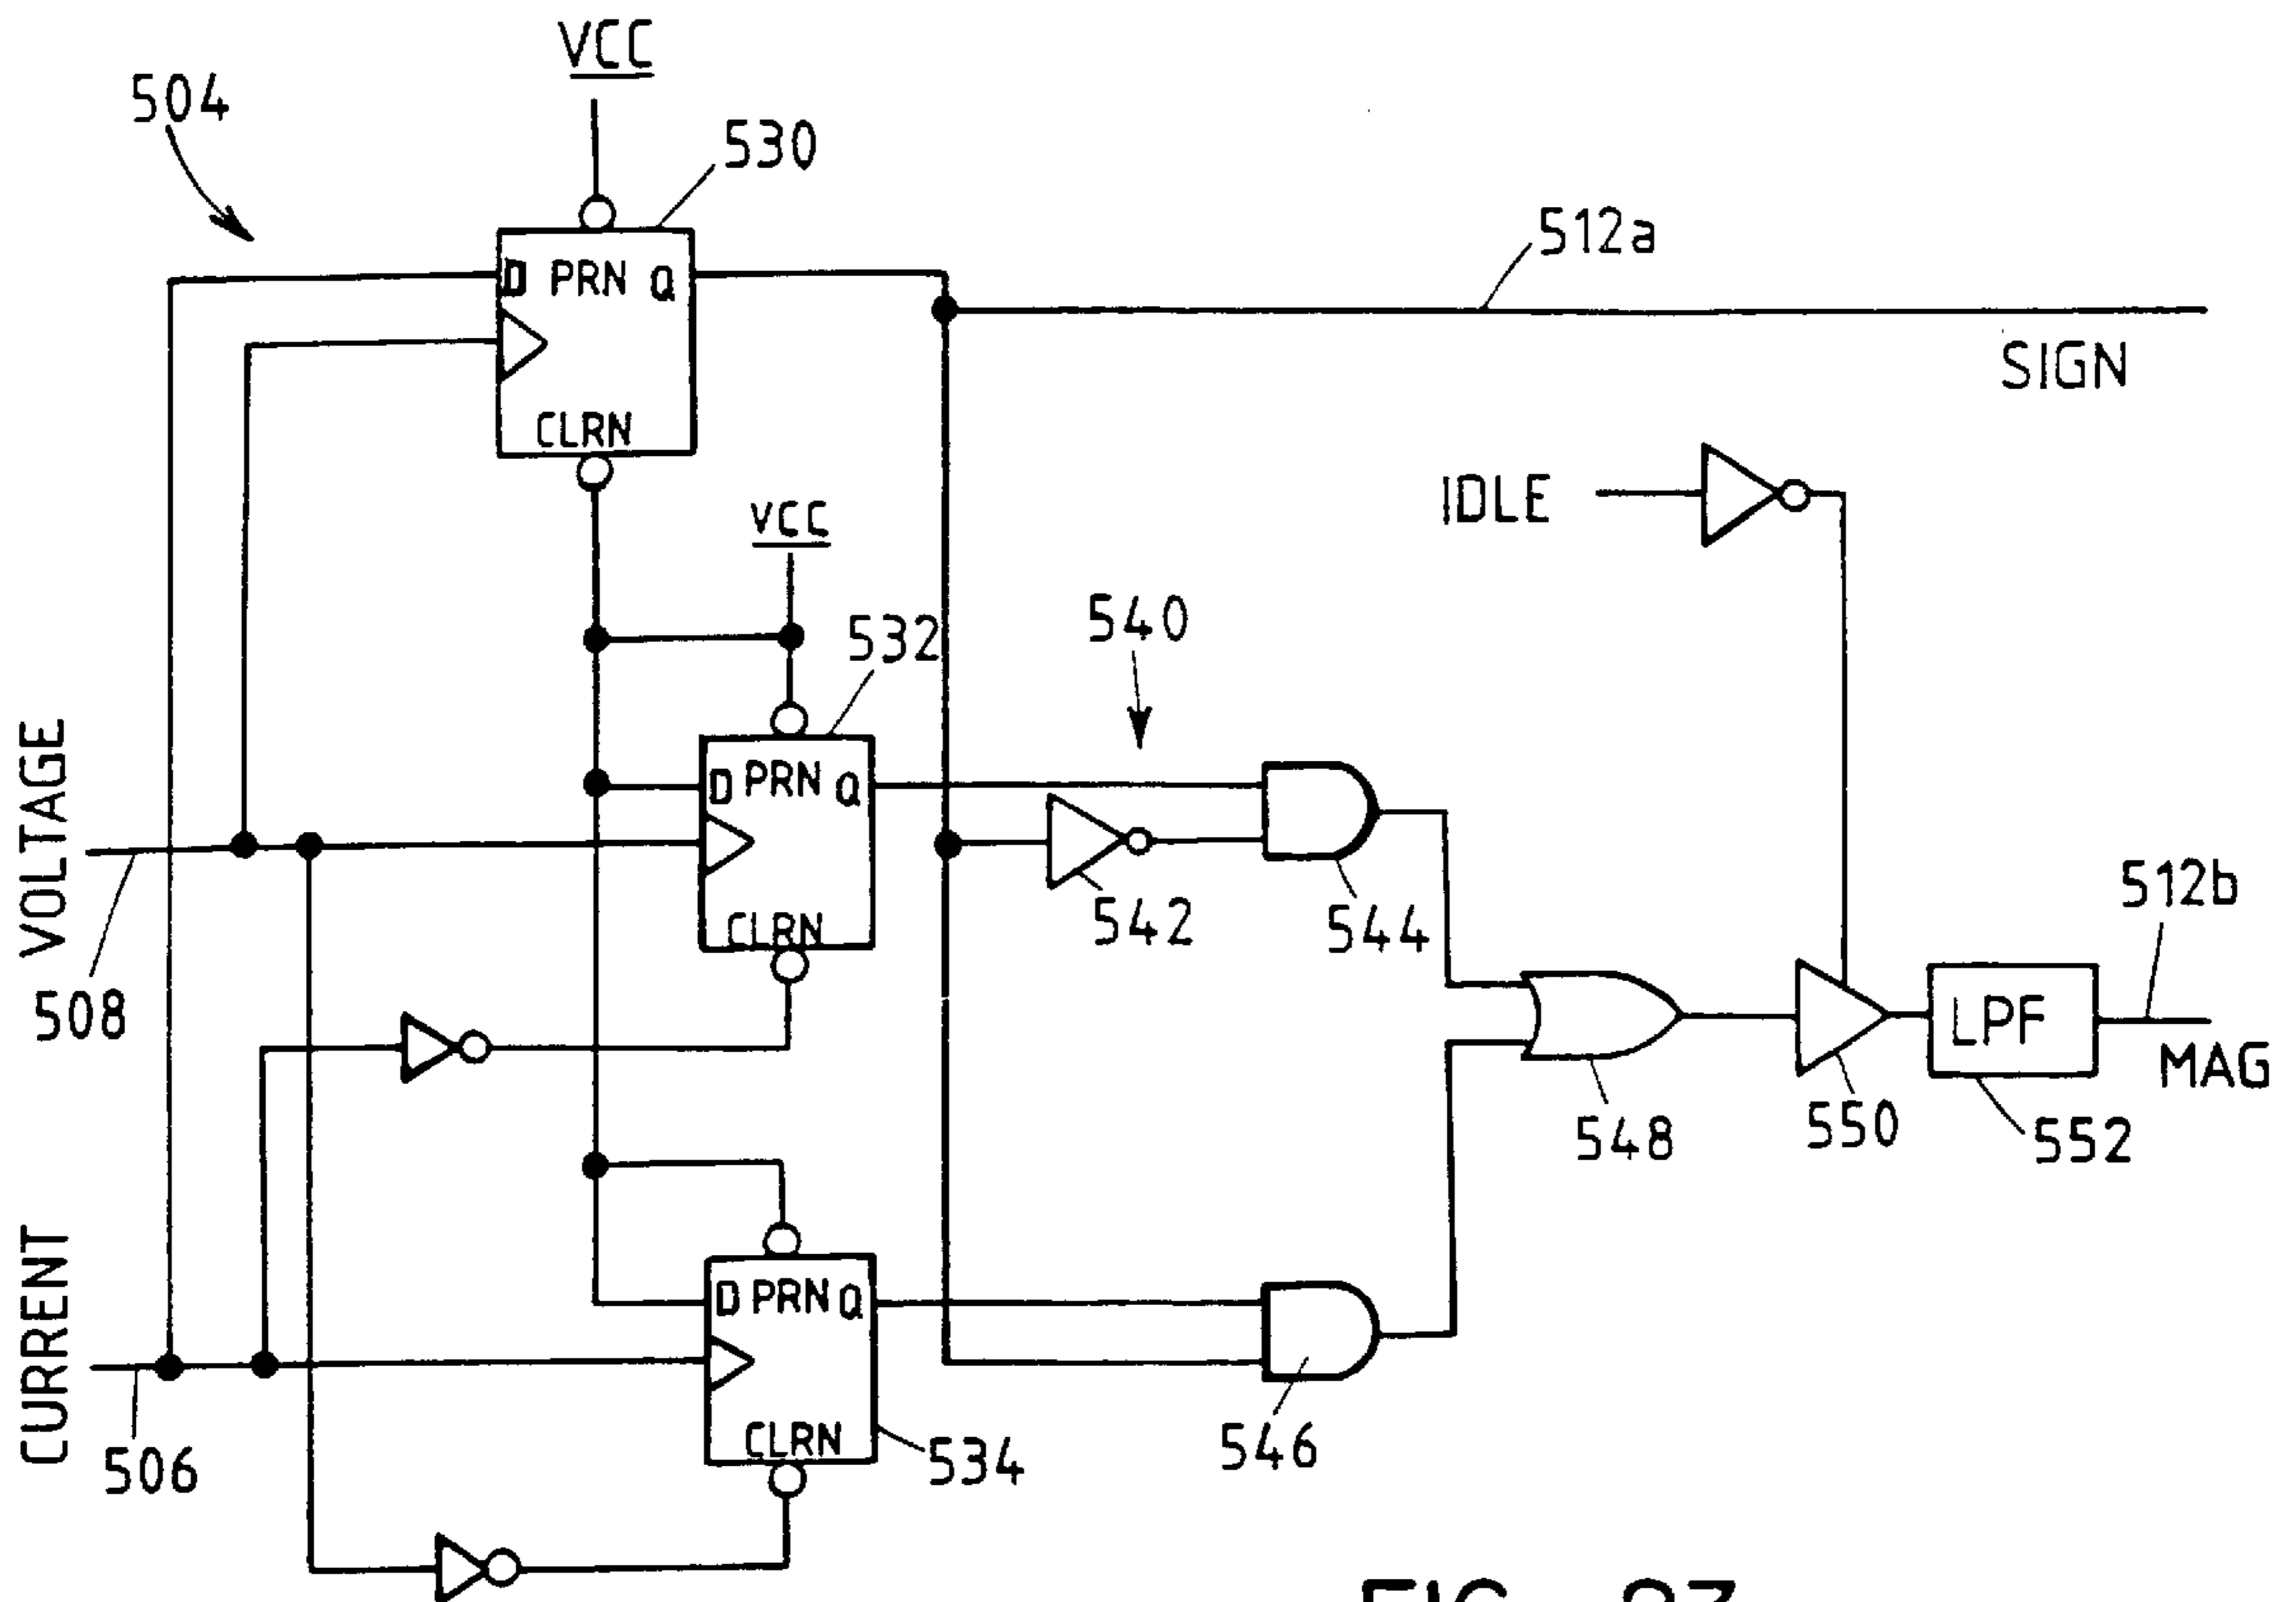 VCC
504
530
512a
D PRN Q
SIGN
CLRN
IDLE
VCC
540
532
VOLTAGE
D PRN Q
512b
542
544
CLRN
508
LPF
MAG
548
550
552
CURRENT
D PRN Q
CLRN
546
534
506